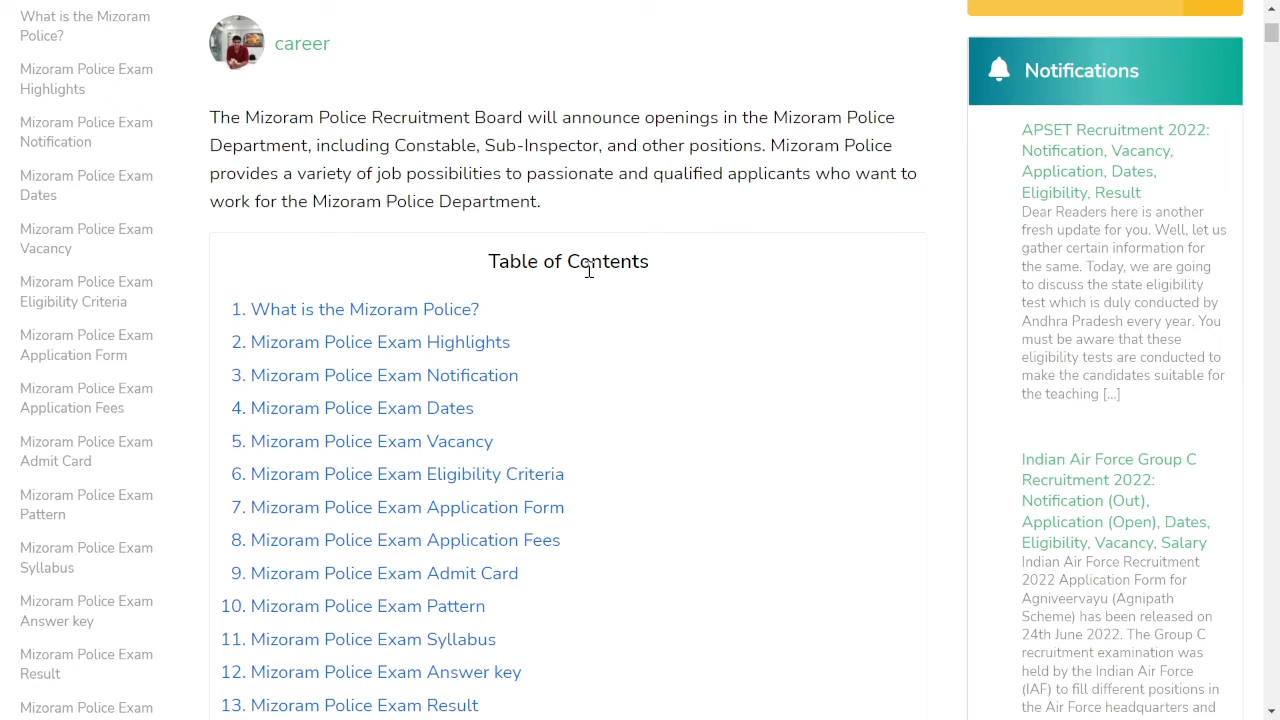 What is the Mizoram
Police?
Mizoram Police Exam
Highlights
Mizoram Police Exam
Notification
Mizoram Police Exam
Dates
Mizoram Police Exam
Vacancy
Mizoram Police Exam
Eligibility Criteria
Mizoram Police Exam
Application Form
Mizoram Police Exam
Application Fees
Mizoram Police Exam
Admit Card
Mizoram Police Exam
Pattern
Mizoram Police Exam
Syllabus
Mizoram Police Exam
Answer key
Mizoram Police Exam
Result
Mizoram Police Exam
career
The Mizoram Police Recruitment Board will announce openings in the Mizoram Police
Department, including Constable, Sub-Inspector, and other positions. Mizoram Police
provides a variety of job possibilities to passionate and qualified applicants who want to
work for the Mizoram Police Department.
Table of Contents
1. What is the Mizoram Police?
2. Mizoram Police Exam Highlights
3. Mizoram Police Exam Notification
4. Mizoram Police Exam Dates
5. Mizoram Police Exam Vacancy
6. Mizoram Police Exam Eligibility Criteria
7. Mizoram Police Exam Application Form
8. Mizoram Police Exam Application Fees
9. Mizoram Police Exam Admit Card
10. Mizoram Police Exam Pattern
11. Mizoram Police Exam Syllabus
12. Mizoram Police Exam Answer key
13. Mizoram Police Exam Result
Notifications
APSET Recruitment 2022:
Notification, Vacancy,
Application, Dates,
Eligibility, Result
Dear Readers here is another
fresh update for you. Well, let us
gather certain information for
the same. Today, we are going
to discuss the state eligibility
test which is duly conducted by
Andhra Pradesh every year. You
must be aware that these
eligibility tests are conducted to
make the candidates suitable for
the teaching [...]
Indian Air Force Group C
Recruitment 2022:
Notification (Out),
Application (Open), Dates,
Eligibility, Vacancy, Salary
Indian Air Force Recruitment
2022 Application Form for
Agniveervayu (Agnipath
Scheme) has been released on
24th June 2022. The Group C
recruitment examination was
held by the Indian Air Force
(IAF) to fill different positions in
the Air Force headquarters and